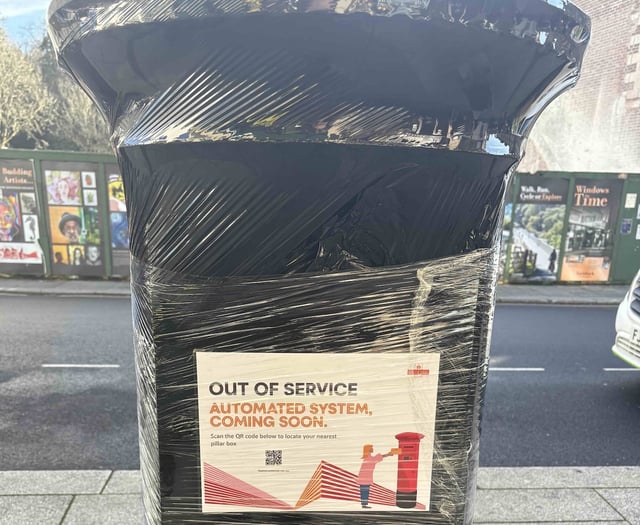 Budding
Artists...
Walk, Run,
Cycle or Explore
Windows
Time
OUT OF SERVICE
AUTOMATED SYSTEM,
COMING SOON.
Scan the QR code below to locate your nearest
pillar box